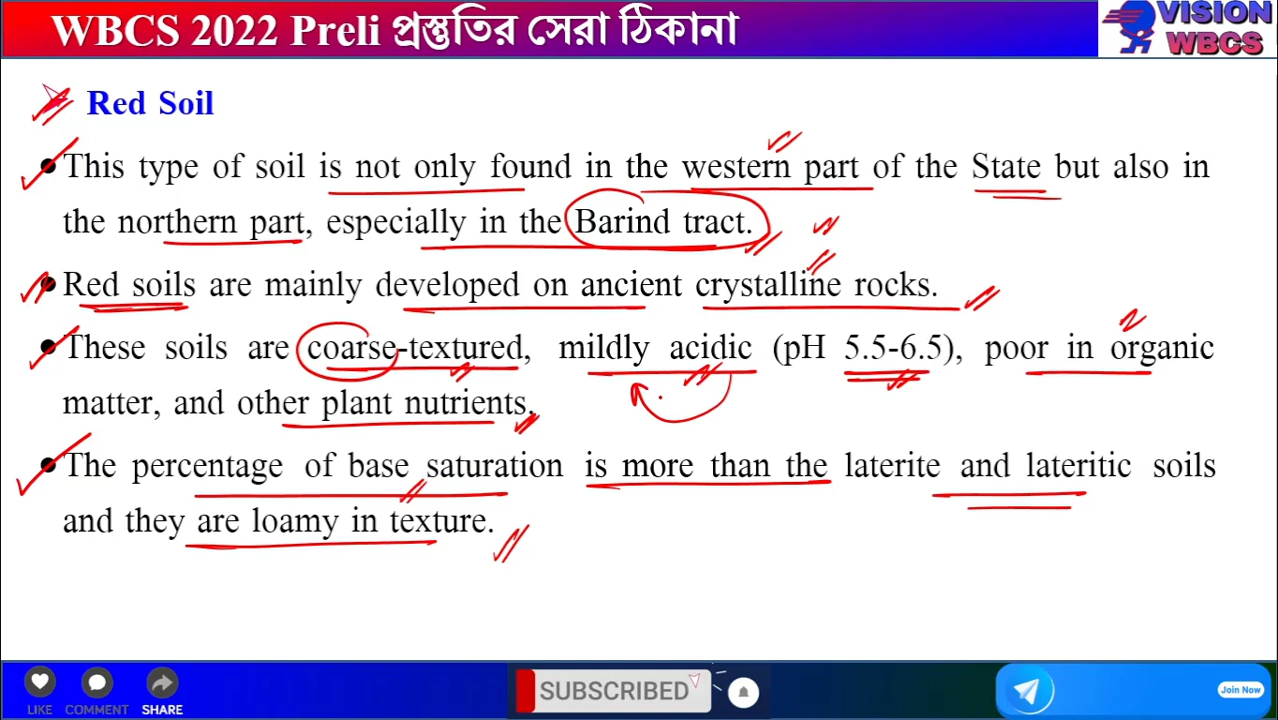 WBCS 2022 Preli প্রস্তুতির সেরা ঠিকানা
VISION
WBCS
Red Soil
This type of soil is not only found in the western part of the State but also in
the northern part, especially in the Barind tract.
Red soils are mainly developed on ancient crystalline rocks.
These soils are coarse-textured, mildly acidic (pH 5.5-6.5), poor in organic
matter, and other plant nutrients.
The percentage of base saturation is more than the laterite and lateritic soils
and they are loamy in texture.
LIKE COMMENT SHARE
SUBSCRIBED
Join Now